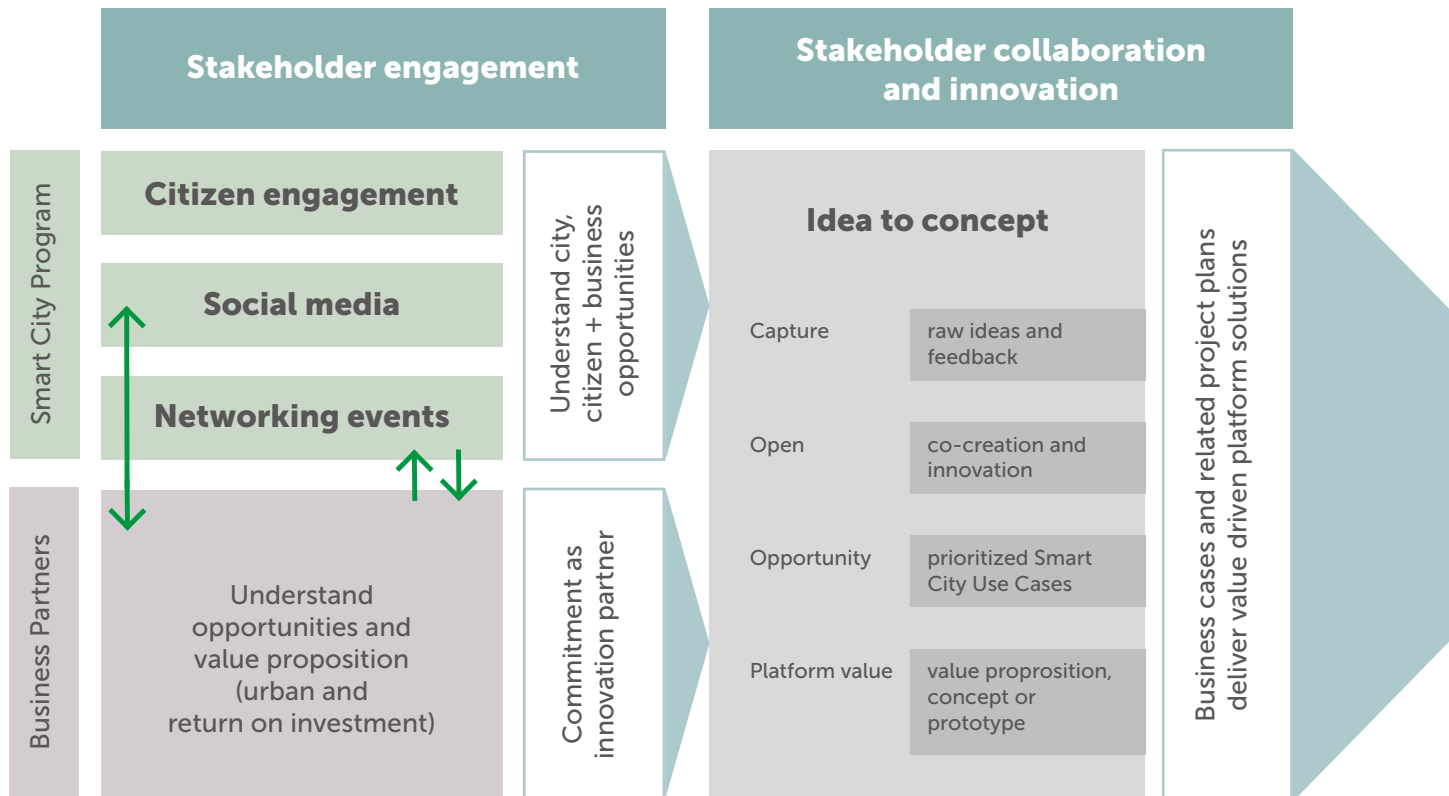 Stakeholder engagement
Stakeholder collaboration
and innovation
Smart City Program
Citizen engagement
Social media
Networking events
Understand city,
citizen + business
opportunities
Business Partners
Understand
opportunities and
value proposition
(urban and
return on investment)
Commitment as
innovation partner
Idea to concept
Capture
raw ideas and
feedback
Open
co-creation and
innovation
Opportunity
prioritized Smart
City Use Cases
Platform value
value proprosition,
concept or
prototype
Business cases and related project plans
deliver value driven platform solutions